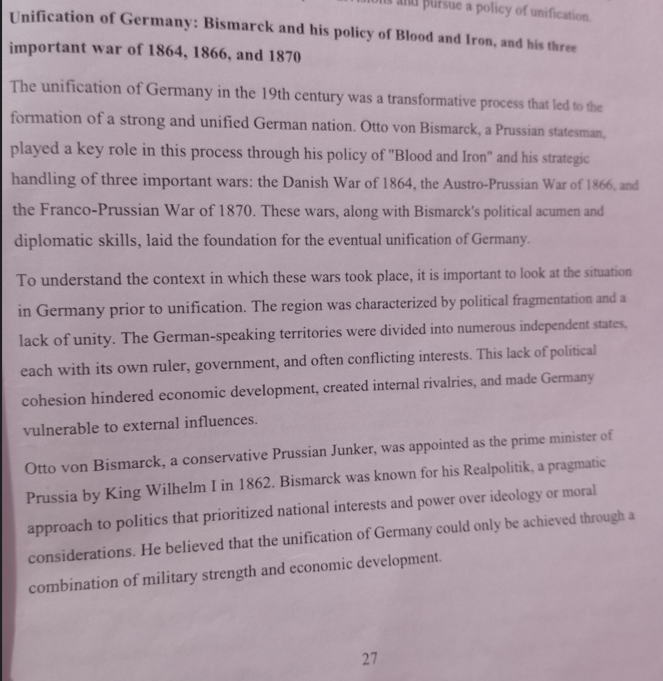 and pursue a policy of unification.
Unification of Germany: Bismarck and his policy of Blood and Iron, and his three
important war of 1864, 1866, and 1870
The unification of Germany in the 19th century was a transformative process that led to the
formation of a strong and unified German nation. Otto von Bismarck, a Prussian statesman,
played a key role in this process through his policy of "Blood and Iron" and his strategic
handling of three important wars: the Danish War of 1864, the Austro-Prussian War of 1866, and
the Franco-Prussian War of 1870. These wars, along with Bismarck's political acumen and
diplomatic skills, laid the foundation for the eventual unification of Germany.
To understand the context in which these wars took place, it is important to look at the situation
in Germany prior to unification. The region was characterized by political fragmentation and a
lack of unity. The German-speaking territories were divided into numerous independent states,
each with its own ruler, government, and often conflicting interests. This lack of political
cohesion hindered economic development, created internal rivalries, and made Germany
vulnerable to external influences.
Otto von Bismarck, a conservative Prussian Junker, was appointed as the prime minister of
Prussia by King Wilhelm I in 1862. Bismarck was known for his Realpolitik, a pragmatic
approach to politics that prioritized national interests and power over ideology or moral
considerations. He believed that the unification of Germany could only be achieved through a
combination of military strength and economic development.
27